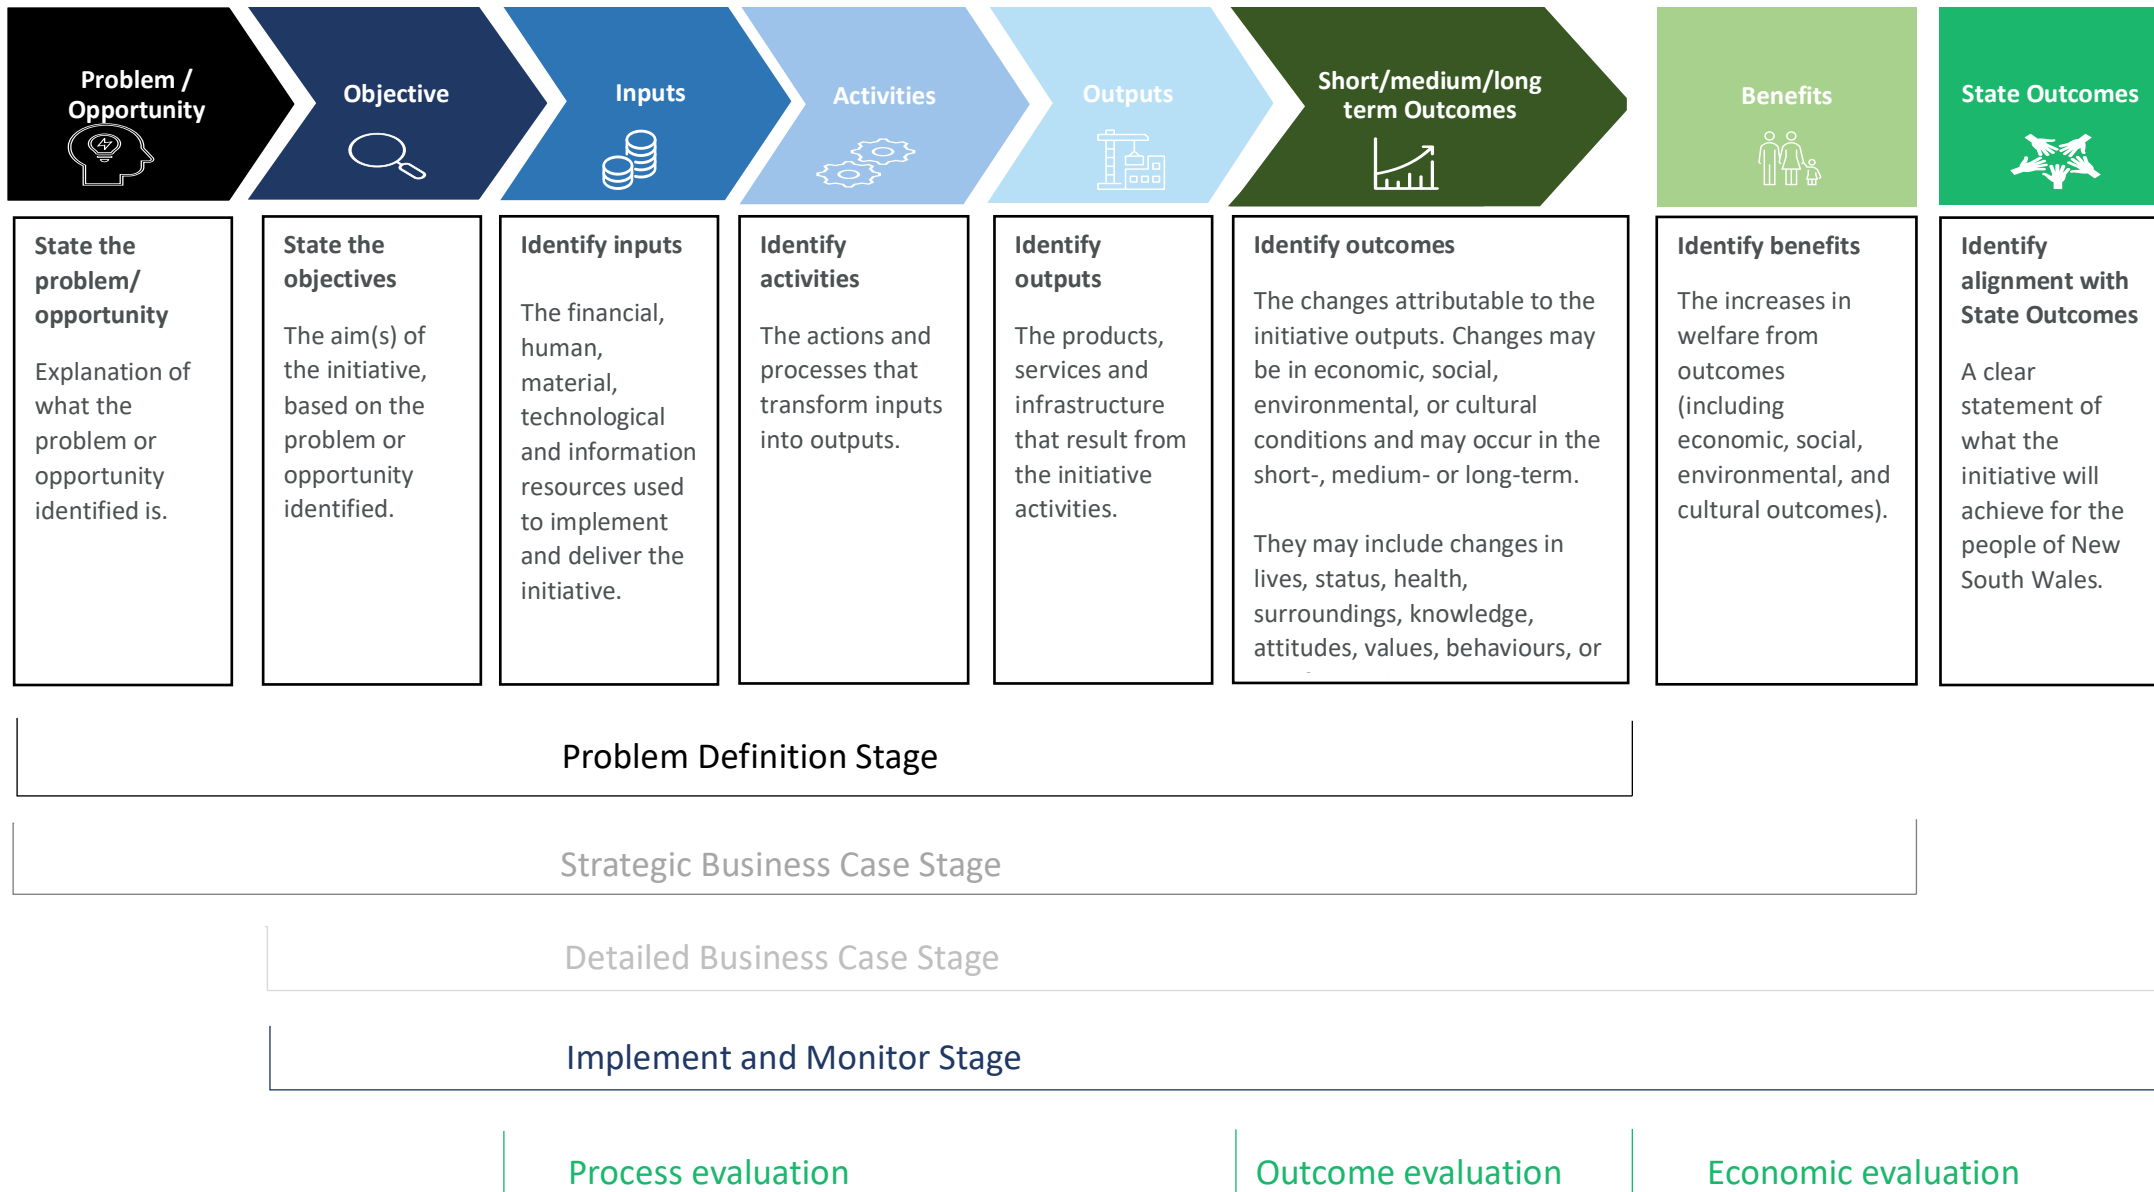 Problem /
Opportunity
Objective
Inputs
Activities
Outputs
Short/medium/long
term Outcomes
Benefits
State Outcomes
State the
problem/
opportunity
Explanation of
what the
problem or
opportunity
identified is.
State the
objectives
The aim(s) of
the initiative,
based on the
problem or
opportunity
identified.
Identify inputs
The financial,
human,
material,
technological
and information
resources used
to implement
and deliver the
initiative.
Identify
activities
The actions and
processes that
transform inputs
into outputs.
Identify
outputs
The products,
services and
infrastructure
that result from
the initiative
activities.
Identify outcomes
The changes attributable to the
initiative outputs. Changes may
be in economic, social,
environmental, or cultural
conditions and may occur in the
short-, medium- or long-term.
They may include changes in
lives, status, health,
surroundings, knowledge,
attitudes, values, behaviours, or
Identify benefits
The increases in
welfare from
outcomes
(including
economic, social,
environmental, and
cultural outcomes).
Identify
alignment with
State Outcomes
A clear
statement of
what the
initiative will
achieve for the
people of New
South Wales.
Problem Definition Stage
Strategic Business Case Stage
Detailed Business Case Stage
Implement and Monitor Stage
Process evaluation
Outcome evaluation
Economic evaluation